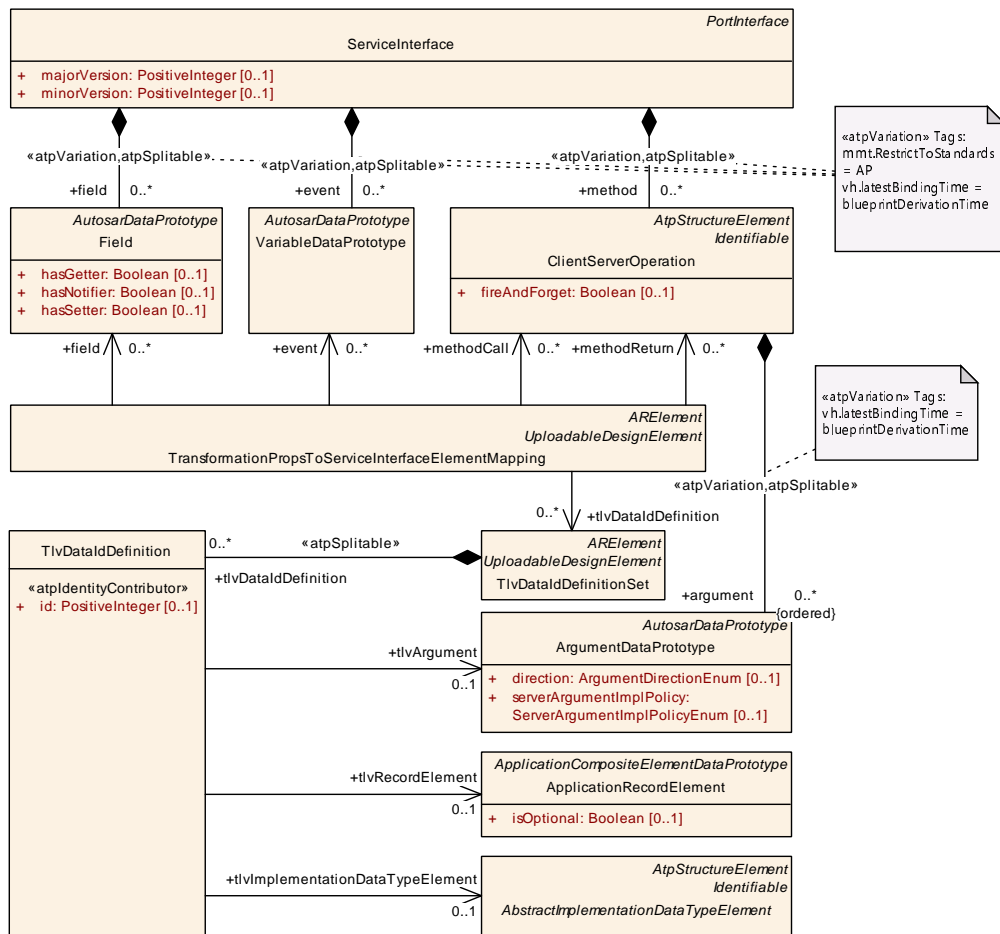 PortInterface
ServiceInterface
+ majorVersion: PositiveInteger [0..1]
+ minorVersion: PositiveInteger [0..1]
«atpVariation,atpSplitable»
«atpVariation,atpSplitable»
«atpVariation,atpSplitable»
«atpVariation» Tags:
mmt.RestrictToStandards
= AP
vh.latestBindingTime =
blueprintDerivationTime
+field 0..*
+event 0..*
+method 0..*
AutosarDataPrototype
Field
+ hasGetter: Boolean [0..1]
+ hasNotifier: Boolean [0..1]
+ hasSetter: Boolean [0..1]
AutosarDataPrototype
VariableDataPrototype
AtpStructureElement
Identifiable
ClientServerOperation
+ fireAndForget: Boolean [0..1]
+field 0..*
+event 0..*
+methodCall 0..*
+methodReturn 0..*
«atpVariation» Tags:
vh.latestBindingTime =
blueprintDerivationTime
ARElement
UploadableDesignElement
TransformationPropsToServiceInterfaceElementMapping
«atpVariation,atpSplitable»
0..* +tlvDataIdDefinition
TlvDataIdDefinition
«atpIdentityContributor»
+ id: PositiveInteger [0..1]
0..* «atpSplitable»
+tlvDataIdDefinition
ARElement
UploadableDesignElement
TlvDataIdDefinitionSet
+argument 0..*
{ordered}
+tlvArgument
0..1
AutosarDataPrototype
ArgumentDataPrototype
+ direction: ArgumentDirectionEnum [0..1]
+ serverArgumentImplPolicy:
ServerArgumentImplPolicyEnum [0..1]
+tlvRecordElement
0..1
ApplicationCompositeElementDataPrototype
ApplicationRecordElement
+ isOptional: Boolean [0..1]
+tlvImplementationDataTypeElement
0..1
AtpStructureElement
Identifiable
AbstractImplementationDataTypeElement